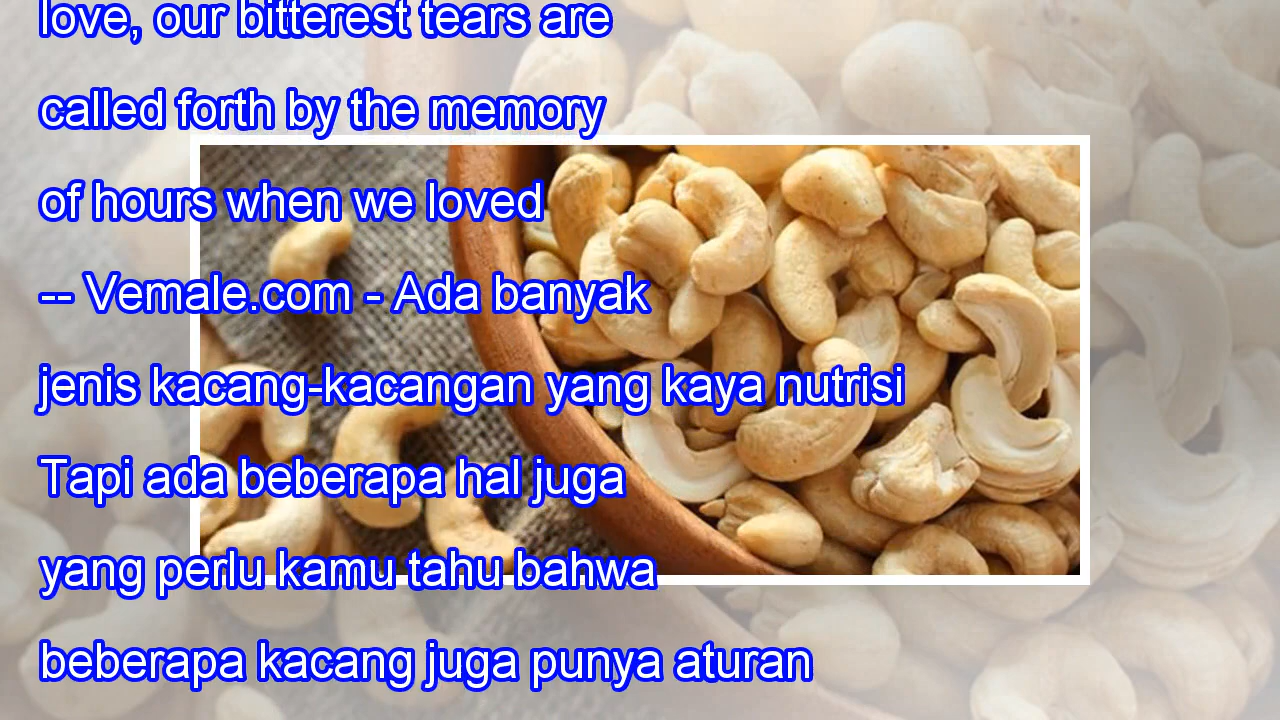 love, our bitterest tears are
called forth by the memory
of hours when we loved
-- Vemale.com - Ada banyak
jenis kacang-kacangan yang kaya nutrisi
Tapi ada beberapa hal juga
yang perlu kamu tahu bahwa
beberapa kacang juga punya aturan